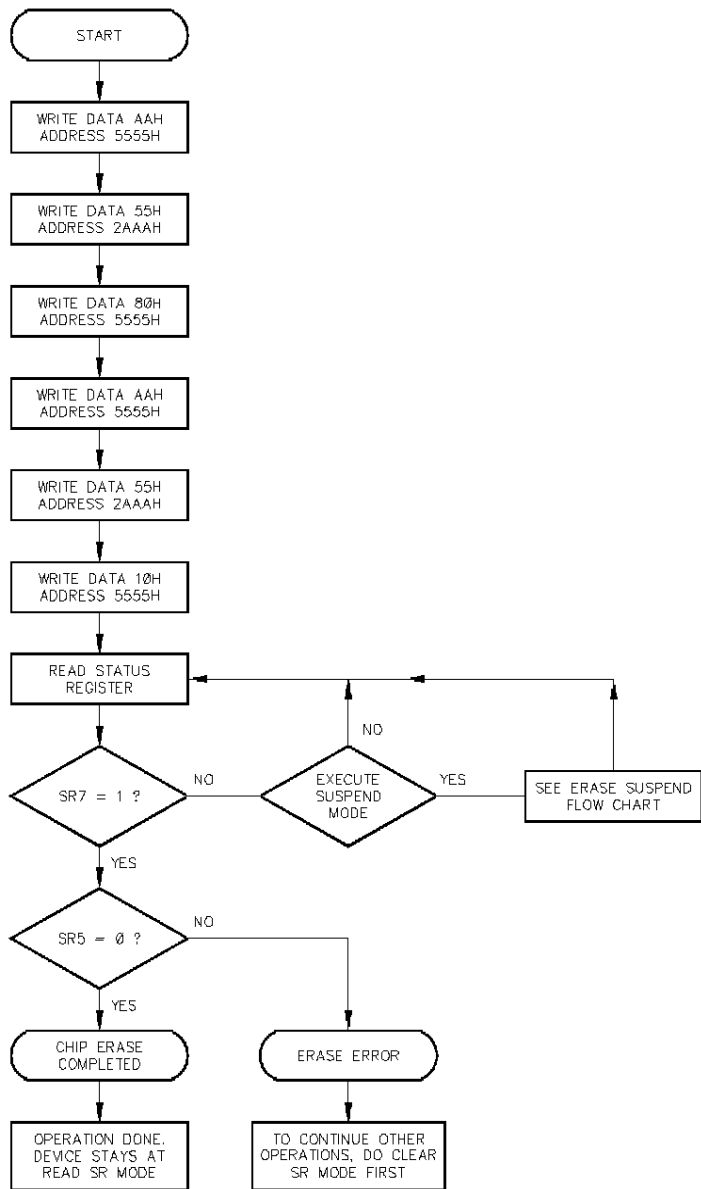 START
WRITE DATA AAH
ADDRESS 5555H
WRITE DATA 55H
ADDRESS 2AAAH
WRITE DATA 80H
ADDRESS 5555H
WRITE DATA AAH
ADDRESS 5555H
WRITE DATA 55H
ADDRESS 2AAAH
WRITE DATA 10H
ADDRESS 5555H
READ STATUS
REGISTER
NO
SR7 = 1 ?
NO
EXECUTE
SUSPEND
MODE
YES
SEE ERASE SUSPEND
FLOW CHART
YES
SR5 = 0 ?
NO
YES
CHIP ERASE
COMPLETED
ERASE ERROR
OPERATION DONE.
DEVICE STAYS AT
READ SR MODE
TO CONTINUE OTHER
OPERATIONS, DO CLEAR
SR MODE FIRST